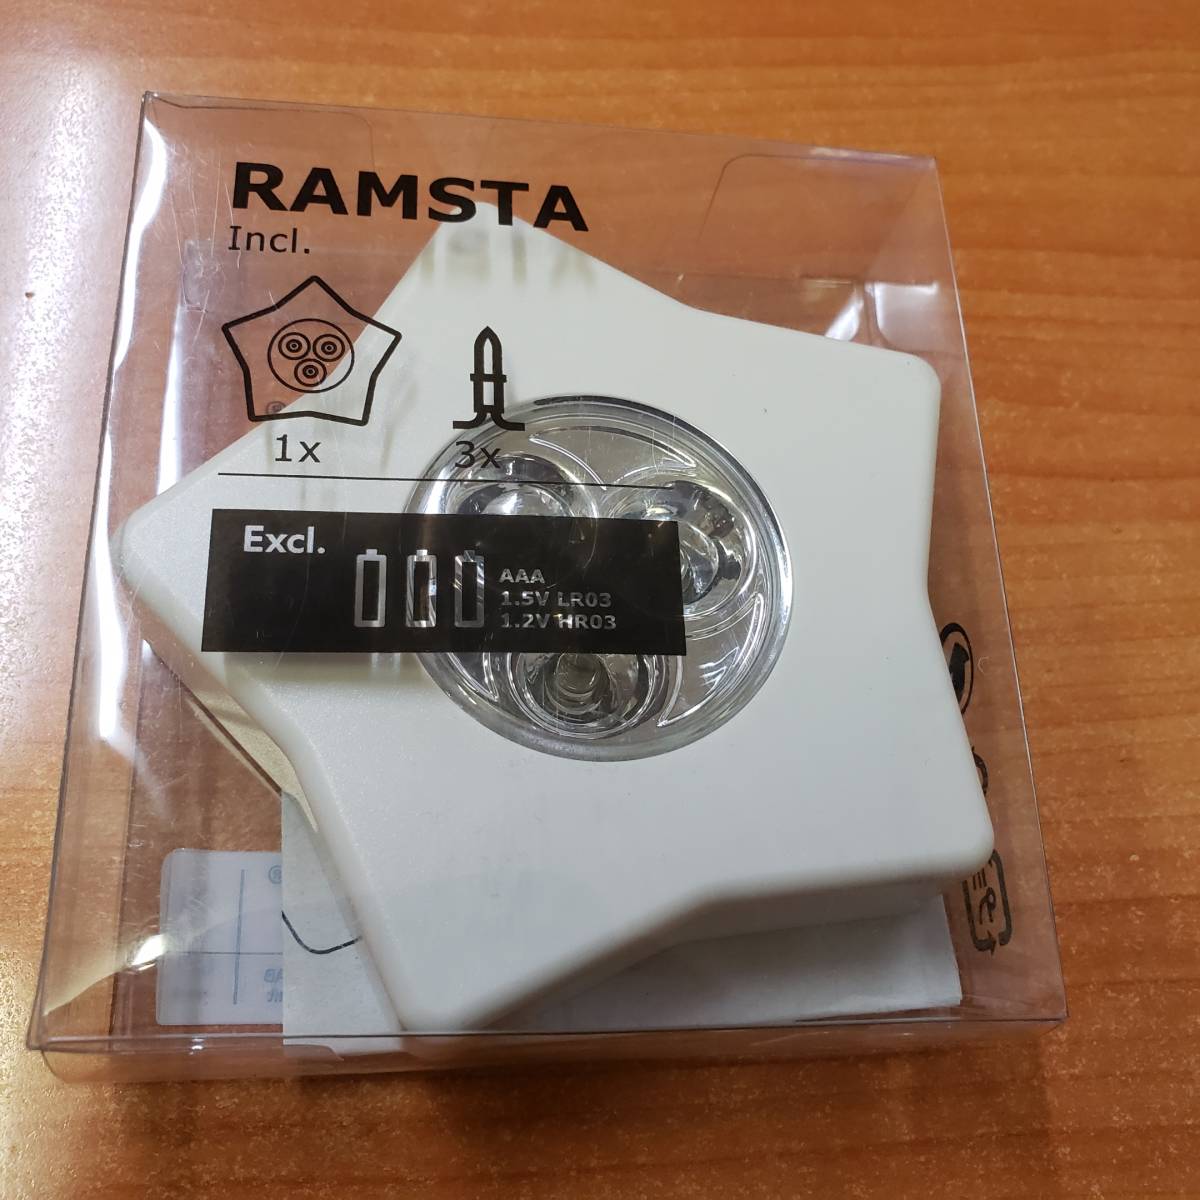 RAMSTA
Incl.
1x
3x
Excl.
AAA
1.5V LR03
1.2V HR03